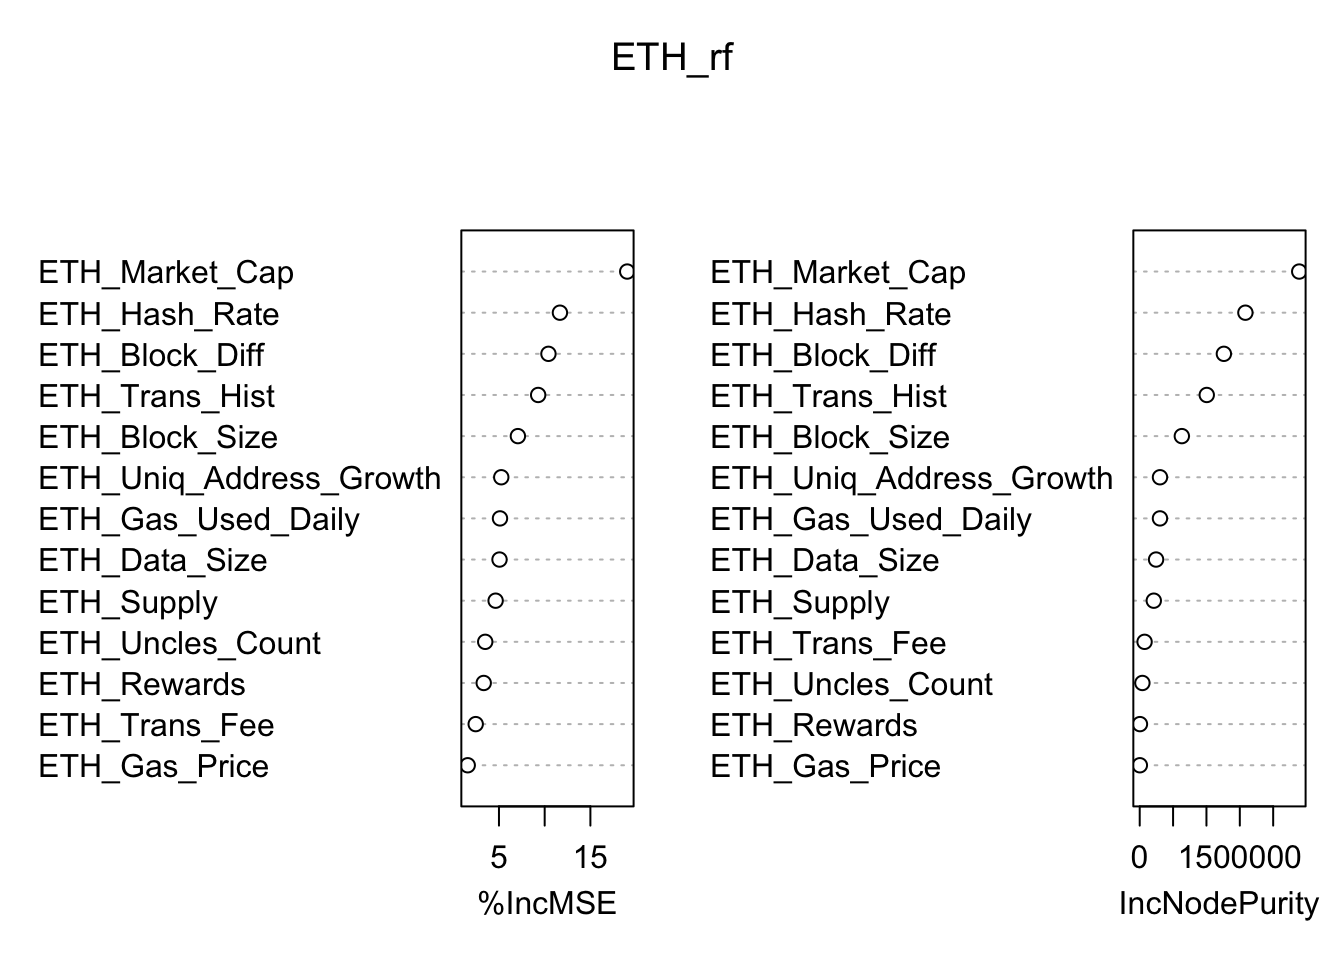 ETH_rf
ETH_Market_Cap
ETH_Hash_Rate
ETH_Block_Diff
ETH_Trans_Hist
ETH_Block_Size
ETH_Uniq_Address_Growth
ETH_Gas_Used_Daily
ETH_Data_Size
ETH_Supply
ETH_Uncles_Count
ETH_Rewards
ETH_Trans_Fee
ETH_Gas_Price
5 15
%IncMSE
ETH_Market_Cap
ETH_Hash_Rate
ETH_Block_Diff
ETH_Trans_Hist
ETH_Block_Size
ETH_Uniq_Address_Growth
ETH_Gas_Used_Daily
ETH_Data_Size
ETH_Supply
ETH_Trans_Fee
ETH_Uncles_Count
ETH_Rewards
ETH_Gas_Price
0 1500000
IncNodePurity